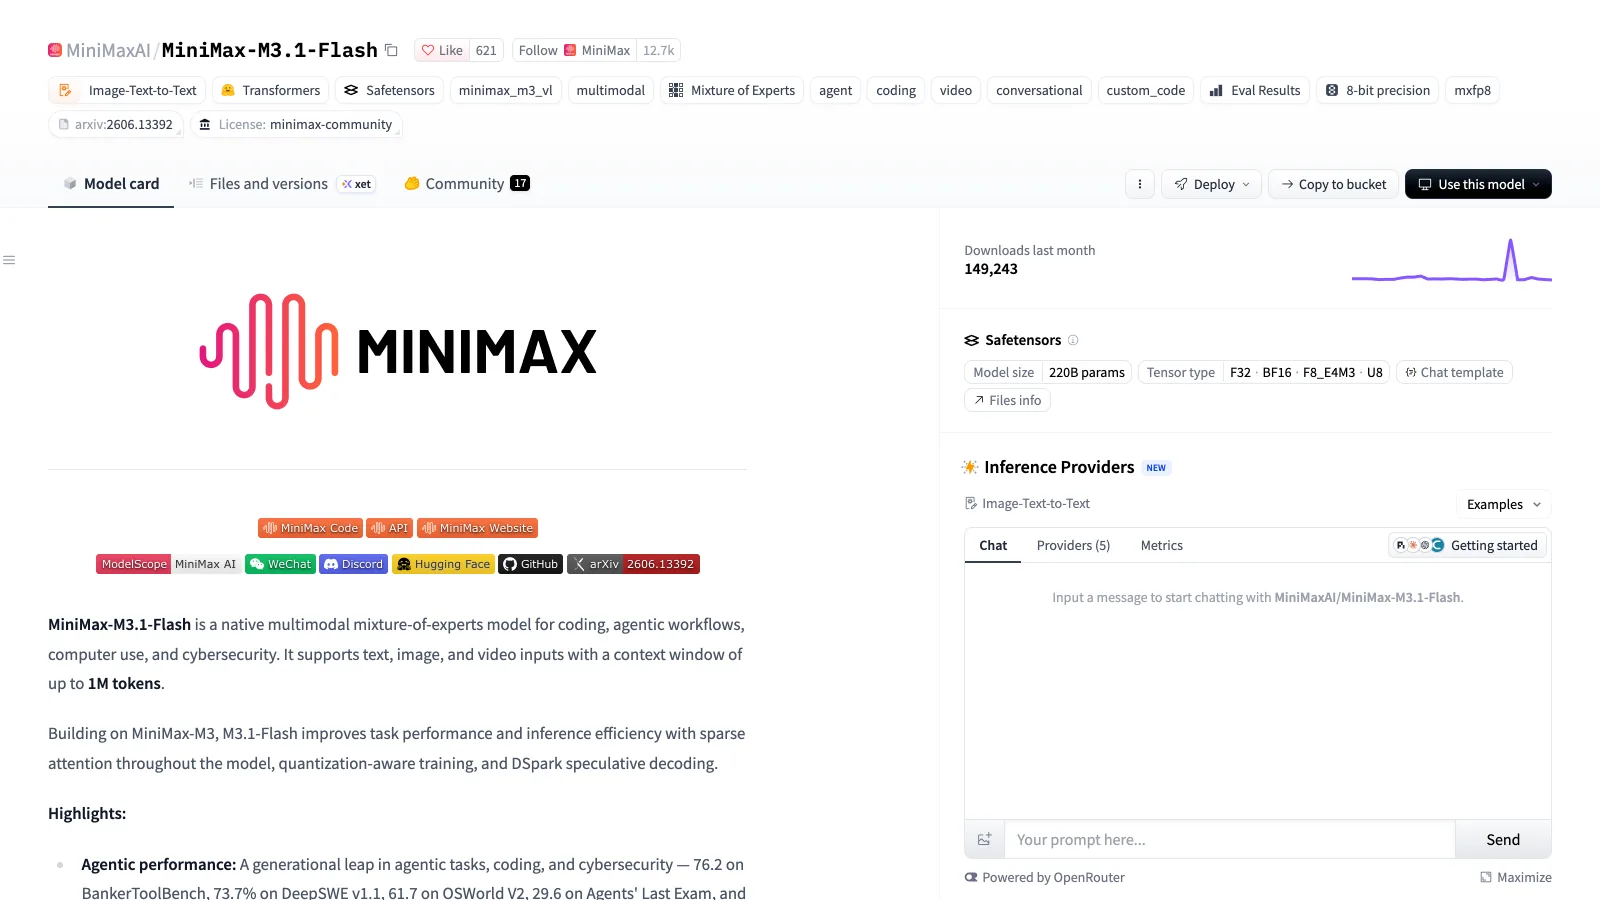 MiniMaxAI/MiniMax-M3.1-Flash Like 621 Follow MiniMax 12.7k
Image-Text-to-Text Transformers Safetensors minimax_m3_vl multimodal Mixture of Experts agent coding video conversational custom_code Eval Results 8-bit precision mxfp8
arxiv:2606.13392 License: minimax-community
Model card Files and versions xet Community 17 Deploy Copy to bucket Use this model
MINIMAX
MiniMax Code API MiniMax Website
ModelScope MiniMax AI WeChat Discord Hugging Face GitHub arXiv 2606.13392
MiniMax-M3.1-Flash is a native multimodal mixture-of-experts model for coding, agentic workflows,
computer use, and cybersecurity. It supports text, image, and video inputs with a context window of
up to 1M tokens.
Building on MiniMax-M3, M3.1-Flash improves task performance and inference efficiency with sparse
attention throughout the model, quantization-aware training, and DSpark speculative decoding.
Highlights:
Agentic performance: A generational leap in agentic tasks, coding, and cybersecurity — 76.2 on
BankerToolBench, 73.7% on DeepSWE v1.1, 61.7 on OSWorld V2, 29.6 on Agents' Last Exam, and
Downloads last month
149,243
Safetensors
Model size 220B params Tensor type F32 · BF16 · F8_E4M3 · U8 Chat template
Files info
Inference Providers NEW
Image-Text-to-Text Examples
Chat Providers (5) Metrics Getting started
Input a message to start chatting with MiniMaxAI/MiniMax-M3.1-Flash.
Your prompt here... Send
Powered by OpenRouter Maximize